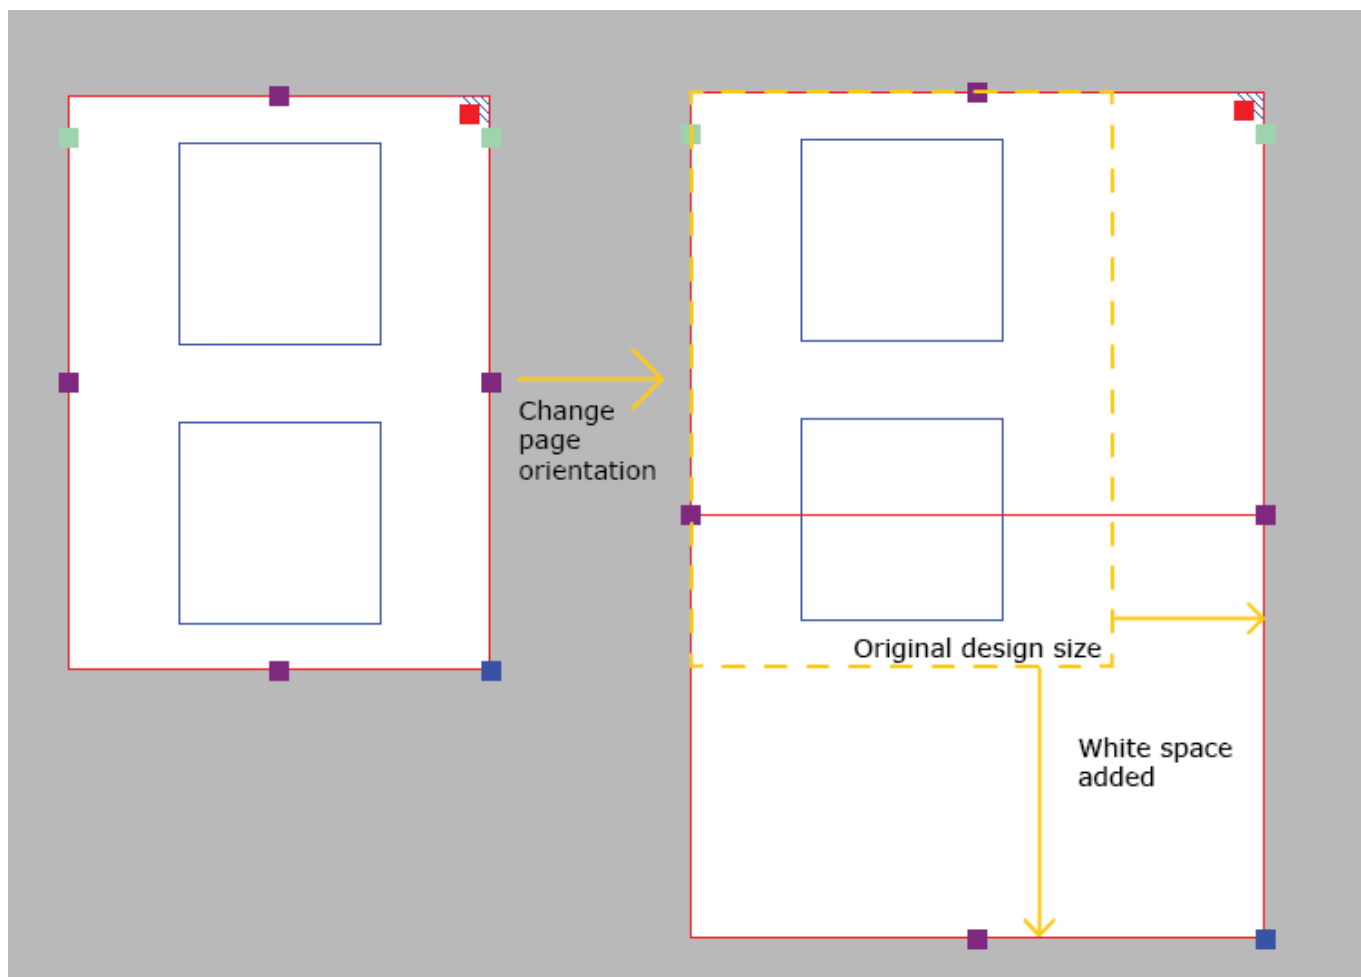 Change
page
orientation
Original design size
White space
added